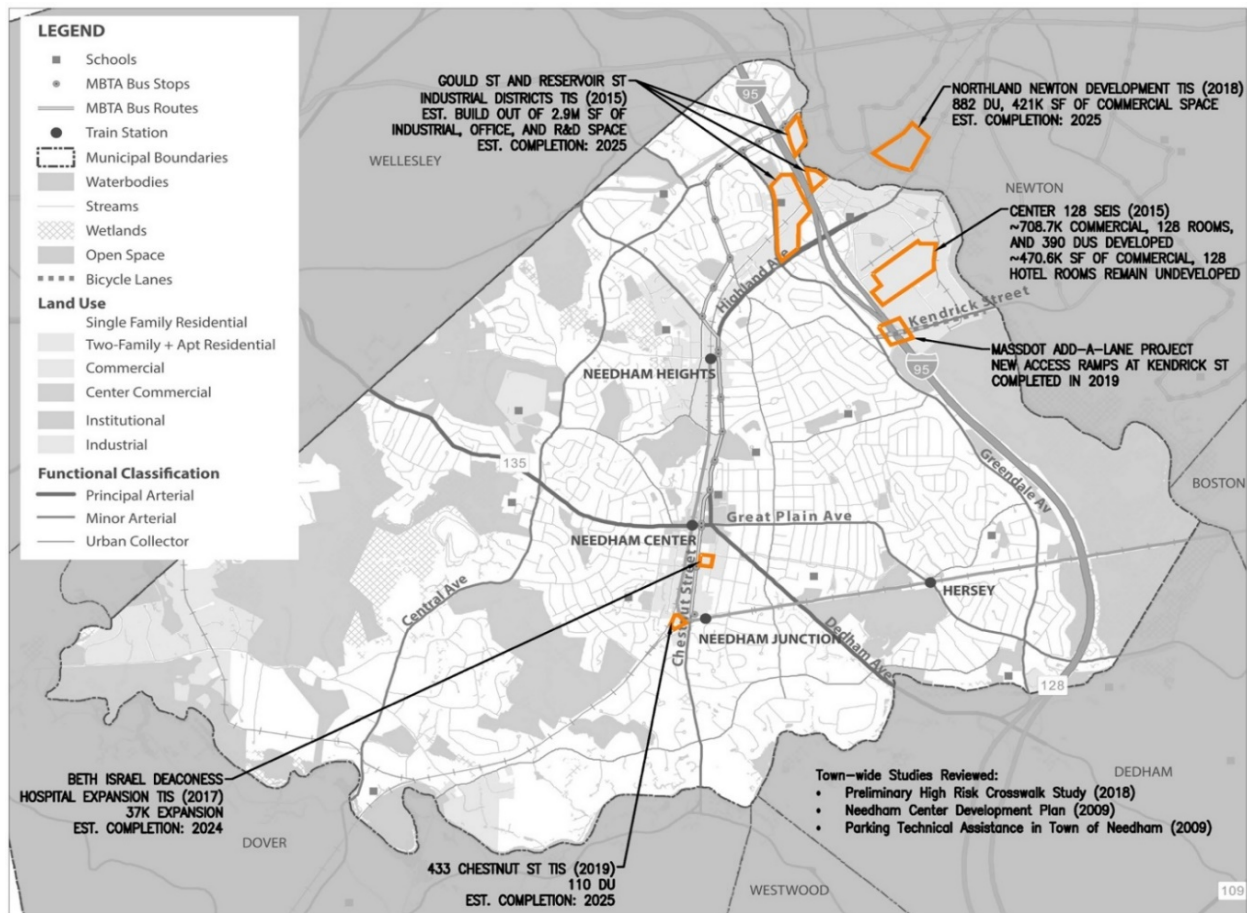 LEGEND
Schools
MBTA Bus Stops
MBTA Bus Routes
Train Station
Municipal Boundaries
Waterbodies
Streams
Wetlands
Open Space
Bicycle Lanes
Land Use
Single Family Residential
Two-Family + Apt Residential
Commercial
Center Commercial
Institutional
Industrial
Functional Classification
Principal Arterial
Minor Arterial
Urban Collector
GOULD ST AND RESERVOIR ST
INDUSTRIAL DISTRICTS TIS (2015)
EST. BUILD OUT OF 2.9M SF OF
INDUSTRIAL, OFFICE, AND R&D SPACE
EST. COMPLETION: 2025
95
NORTHLAND NEWTON DEVELOPMENT TIS (2018)
882 DU, 421K SF OF COMMERCIAL SPACE
EST. COMPLETION: 2025
WELLESLEY
NEWTON
CENTER 128 SEIS (2015)
~708.7K COMMERCIAL, 128 ROOMS,
AND 390 DUS DEVELOPED
~470.6K SF OF COMMERCIAL, 128
HOTEL ROOMS REMAIN UNDEVELOPED
Highland Ave
Kendrick Street
MASSDOT ADD-A-LANE PROJECT
NEW ACCESS RAMPS AT KENDRICK ST
COMPLETED IN 2019
NEEDHAM HEIGHTS
95
135
Greendale Av
BOSTON
Great Plain Ave
NEEDHAM CENTER
Chestnut Street
Central Ave
HERSEY
NEEDHAM JUNCTION
Dedham Ave
128
BETH ISRAEL DEACONESS
HOSPITAL EXPANSION TIS (2017)
37K EXPANSION
EST. COMPLETION: 2024
DOVER
433 CHESTNUT ST TIS (2019)
110 DU
EST. COMPLETION: 2025
WESTWOOD
DEDHAM
Town-wide Studies Reviewed:
• Preliminary High Risk Crosswalk Study (2018)
• Needham Center Development Plan (2009)
• Parking Technical Assistance in Town of Needham (2009)
109